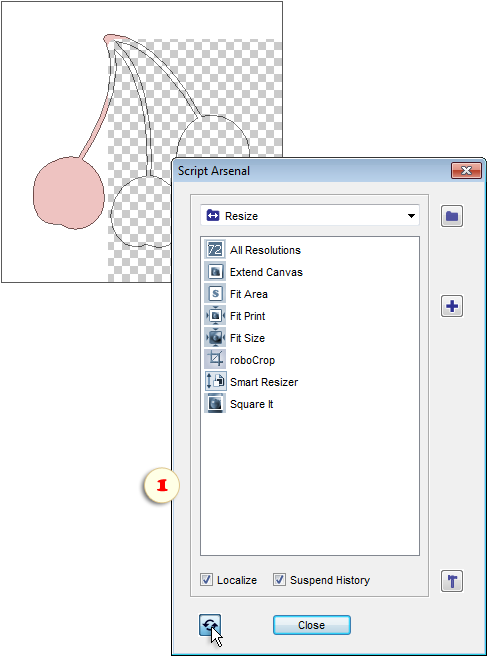 Script Arsenal
Resize
72 All Resolutions
Extend Canvas
S Fit Area
Fit Print
Fit Size
roboCrop
Smart Resizer
Square It
1
Localize Suspend History
Close